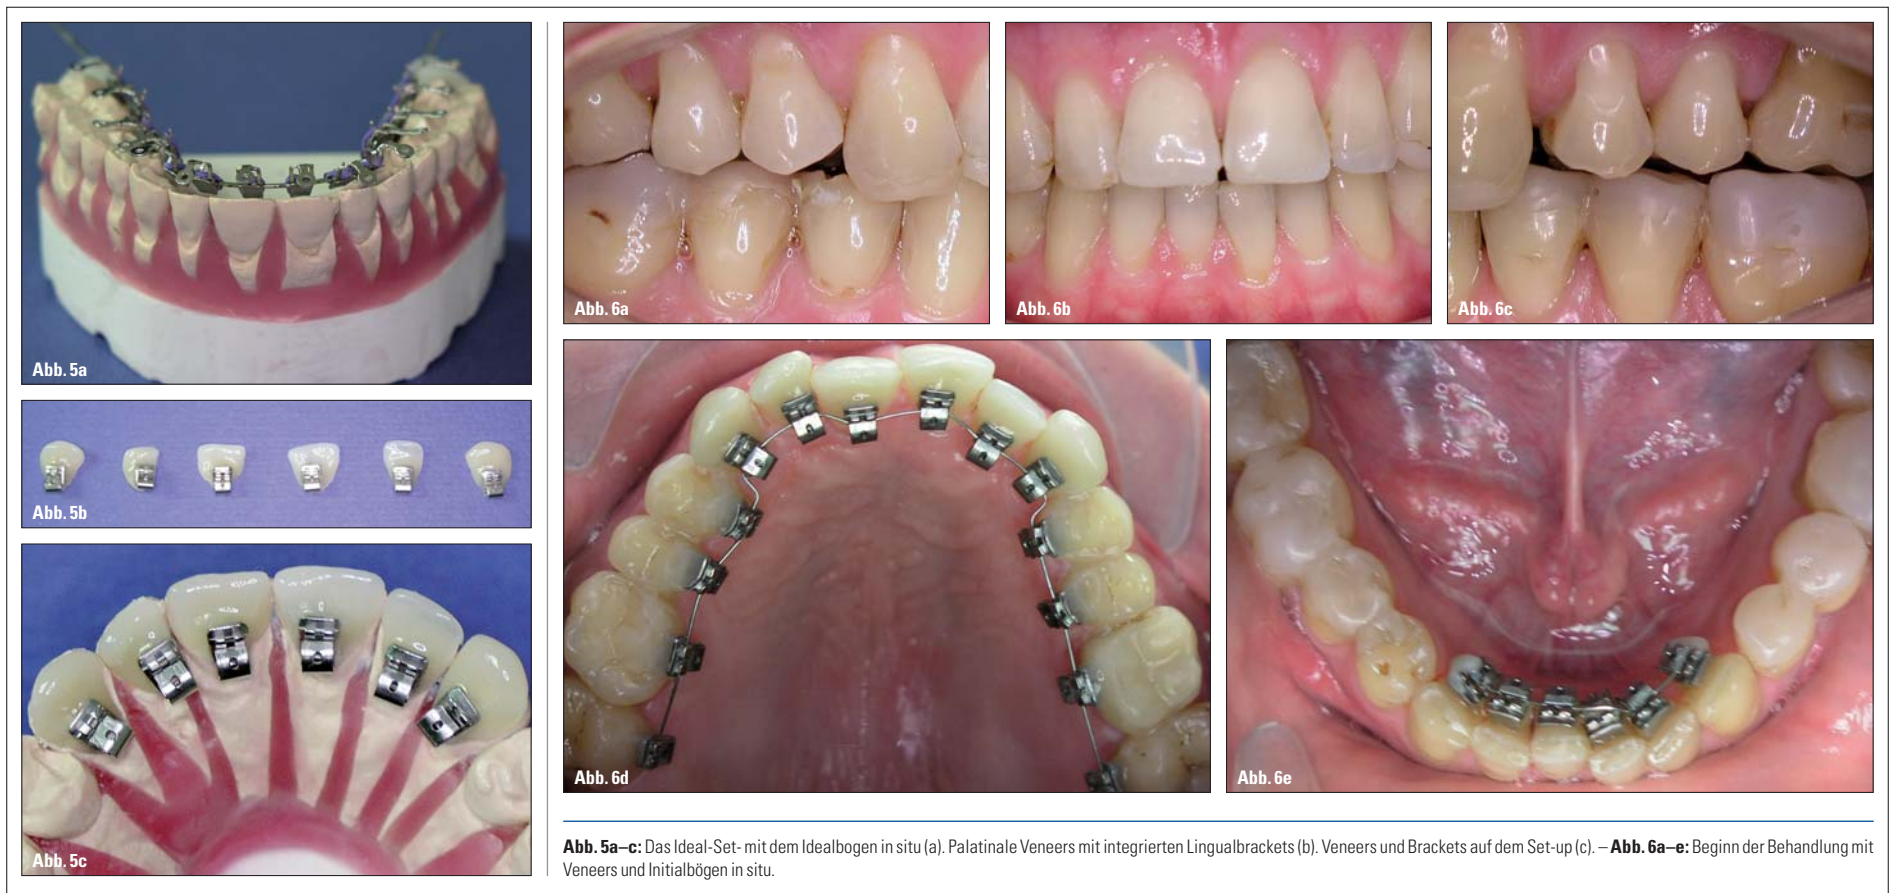 Abb. 5a
Abb. 5b
Abb. 5c
Abb. 6a
Abb. 6b
Abb. 6c
Abb. 6d
Abb. 6e
Abb. 5a–c: Das Ideal-Set- mit dem Idealbogen in situ (a). Palatinale Veneers mit integrierten Lingualbrackets (b). Veneers und Brackets auf dem Set-up (c). – Abb. 6a–e: Beginn der Behandlung mit
Veneers und Initialbögen in situ.